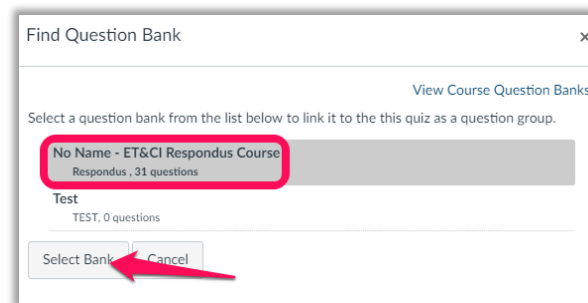 Find Question Bank
×
View Course Question Banks
Select a question bank from the list below to link it to the this quiz as a question group.
No Name - ET&CI Respondus Course
Respondus , 31 questions
Test
TEST, 0 questions
Select Bank Cancel